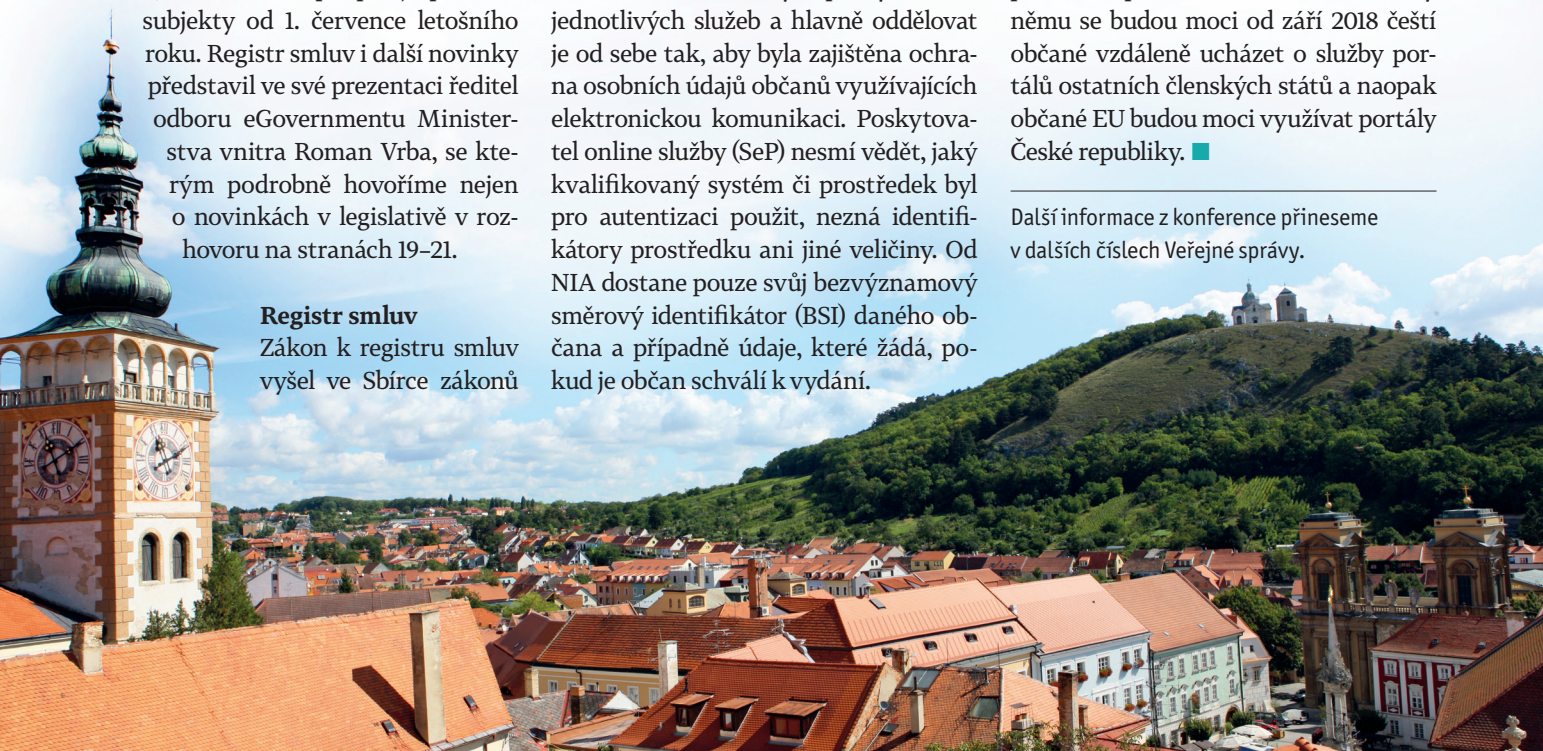 subjekty od 1. července letošního
roku. Registr smluv i další novinky
představil ve své prezentaci ředitel
odboru eGovernmentu Minister-
stva vnitra Roman Vrba, se kte-
rým podrobně hovoříme nejen
o novinkách v legislativě v roz-
hovoru na stranách 19–21.
Registr smluv
Zákon k registru smluv
vyšel ve Sbírce zákonů
jednotlivých služeb a hlavně oddělovat
je od sebe tak, aby byla zajištěna ochra-
na osobních údajů občanů využívajících
elektronickou komunikaci. Poskytova-
tel online služby (SeP) nesmí vědět, jaký
kvalifikovaný systém či prostředek byl
pro autentizaci použit, nezná identifi-
kátory prostředku ani jiné veličiny. Od
NIA dostane pouze svůj bezvýznamový
směrový identifikátor (BSI) daného ob-
čana a případně údaje, které žádá, po-
kud je občan schválí k vydání.
němu se budou moci od září 2018 čeští
občané vzdáleně ucházet o služby por-
tálů ostatních členských států a naopak
občané EU budou moci využívat portály
České republiky. ■
Další informace z konference přineseme
v dalších číslech Veřejné správy.